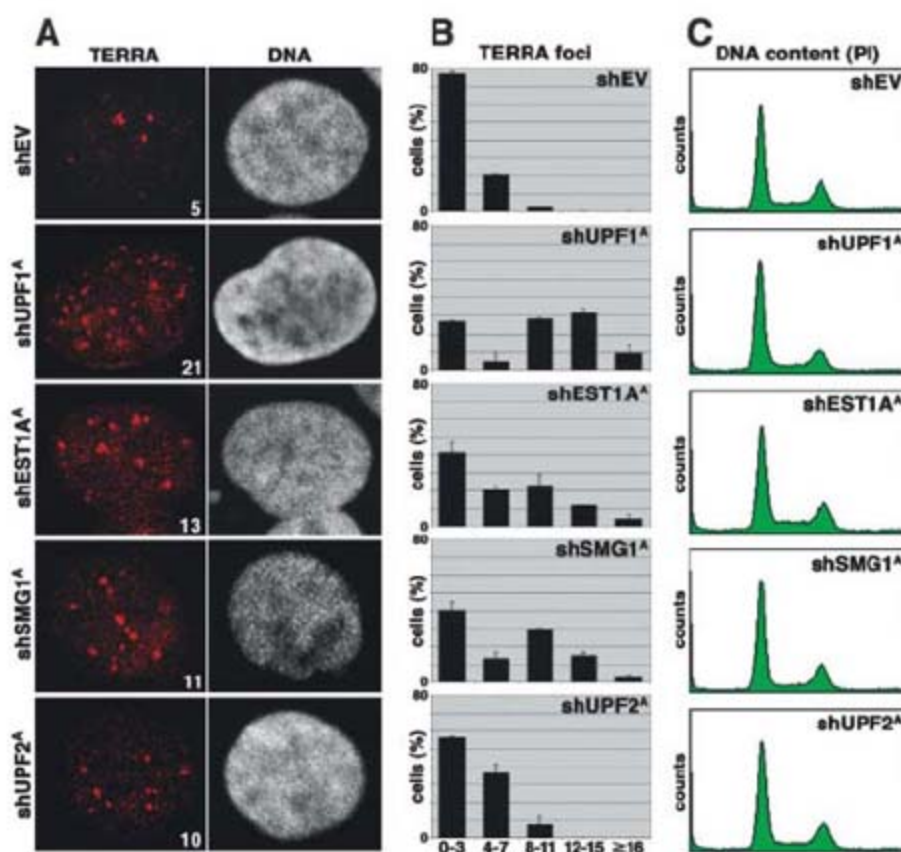 A
TERRA DNA
shEV
5
shUPF1ᴬ
21
shEST1Aᴬ
13
shSMG1ᴬ
11
shUPF2ᴬ
10
B
TERRA foci
80
cells (%)
0
shEV
80
cells (%)
0
shUPF1ᴬ
80
cells (%)
0
shEST1Aᴬ
80
cells (%)
0
shSMG1ᴬ
80
cells (%)
0
shUPF2ᴬ
0-3 4-7 8-11 12-15 ≥16
C
DNA content (PI)
counts
shEV
counts
shUPF1ᴬ
counts
shEST1Aᴬ
counts
shSMG1ᴬ
counts
shUPF2ᴬ